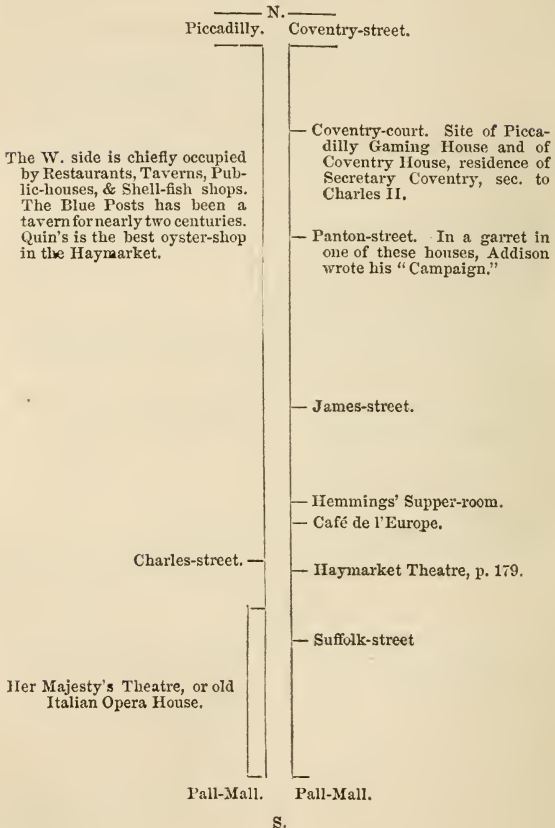 N.
Piccadilly. Coventry-street.
Coventry-court. Site of Picca-
dilly Gaming House and of
Coventry House, residence of
Secretary Coventry, sec. to
Charles II.
The W. side is chiefly occupied
by Restaurants, Taverns, Pub-
lic-houses, & Shell-fish shops.
The Blue Posts has been a
tavern for nearly two centuries.
Quin's is the best oyster-shop
in the Haymarket.
Panton-street. In a garret in
one of these houses, Addison
wrote his "Campaign."
James-street.
Hemmings' Supper-room.
Café de l'Europe.
Charles-street.
Haymarket Theatre, p. 179.
Suffolk-street
Her Majesty's Theatre, or old
Italian Opera House.
Pall-Mall. Pall-Mall.
S.